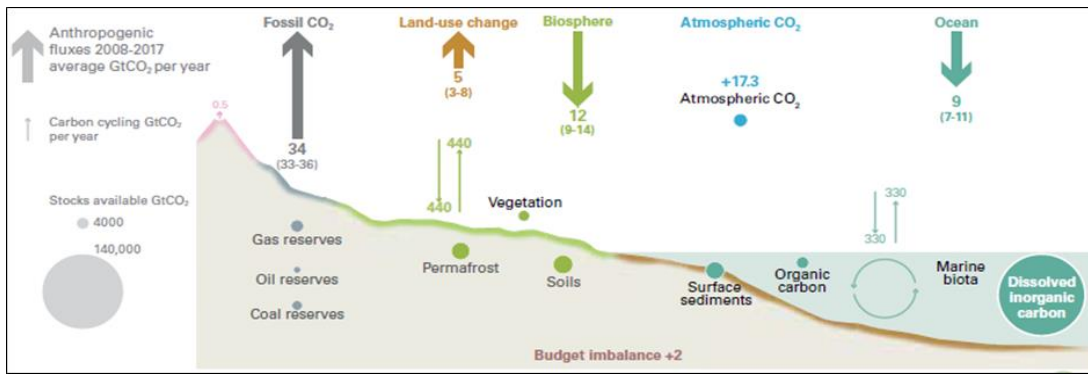 Anthropogenic
fluxes 2008-2017
average GtCO₂ per year
Carbon cycling GtCO₂
per year
Stocks available GtCO₂
4000
140,000
0.5
Fossil CO₂
34
(33-36)
Gas reserves
Oil reserves
Coal reserves
Land-use change
5
(3-8)
440
440
Permafrost
Biosphere
12
(9-14)
Vegetation
Soils
Atmospheric CO₂
+17.3
Atmospheric CO₂
Surface
sediments
Organic
carbon
Ocean
9
(7-11)
330
330
Marine
biota
Dissolved
inorganic
carbon
Budget imbalance +2